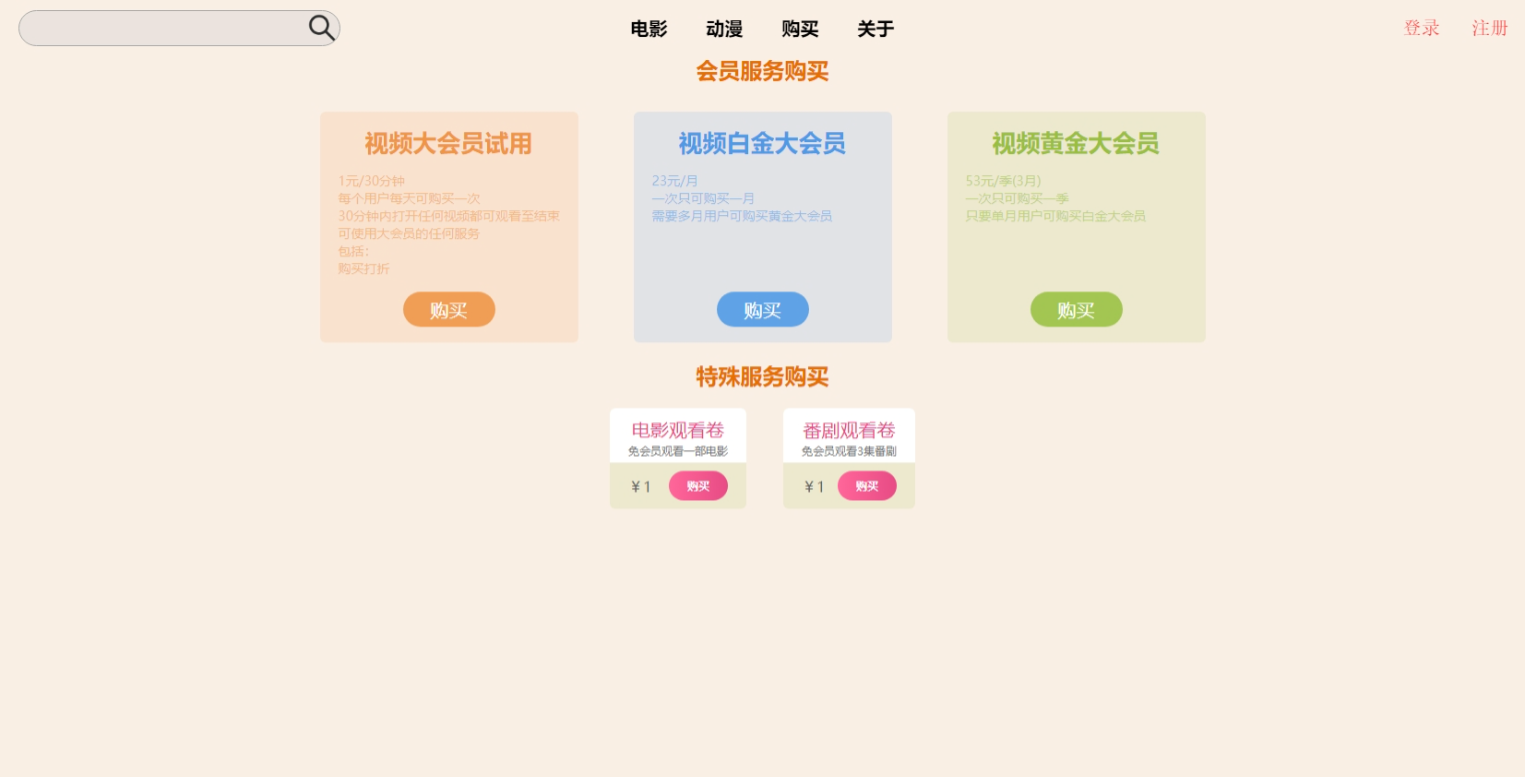 电影 动漫 购买 关于
登录 注册
会员服务购买
视频大会员试用
1元/30分钟
每个用户每天可购买一次
30分钟内打开任何视频都可观看至结束
可使用大会员的任何服务
包括:
购买打折
购买
视频白金大会员
23元/月
一次只可购买一月
需要多月用户可购买黄金大会员
购买
视频黄金大会员
53元/季(3月)
一次只可购买一季
只要单月用户可购买白金大会员
购买
特殊服务购买
电影观看卷
免会员观看一部电影
¥ 1 购买
番剧观看卷
免会员观看3集番剧
¥ 1 购买